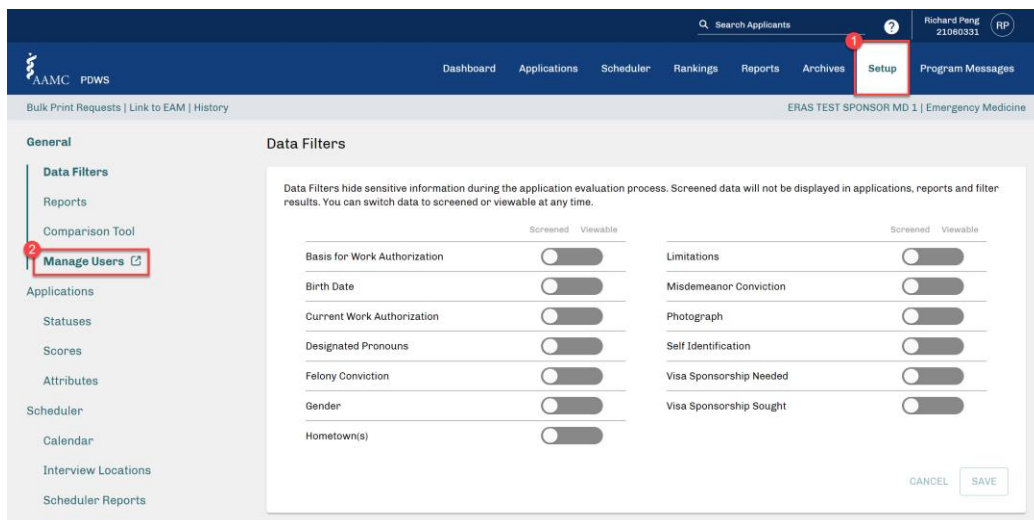 Search Applicants
?
Richard Peng
21060331
RP
1
AAMC PDWS
Dashboard Applications Scheduler Rankings Reports Archives Setup Program Messages
Bulk Print Requests | Link to EAM | History
ERAS TEST SPONSOR MD 1 | Emergency Medicine
General
Data Filters
Reports
Comparison Tool
2
Manage Users
Applications
Statuses
Scores
Attributes
Scheduler
Calendar
Interview Locations
Scheduler Reports
Data Filters
Data Filters hide sensitive information during the application evaluation process. Screened data will not be displayed in applications, reports and filter
results. You can switch data to screened or viewable at any time.
Screened Viewable
Basis for Work Authorization
Birth Date
Current Work Authorization
Designated Pronouns
Felony Conviction
Gender
Hometown(s)
Screened Viewable
Limitations
Misdemeanor Conviction
Photograph
Self Identification
Visa Sponsorship Needed
Visa Sponsorship Sought
CANCEL SAVE